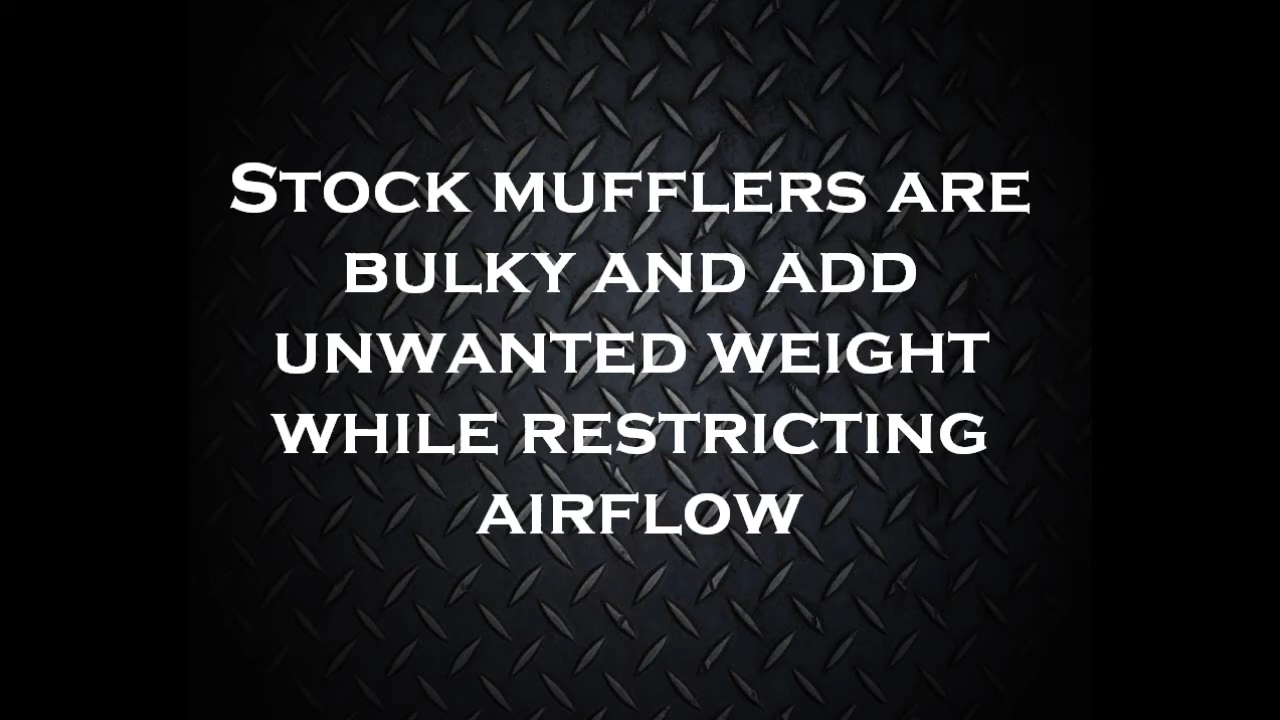 Stock mufflers are
bulky and add
unwanted weight
while restricting
airflow